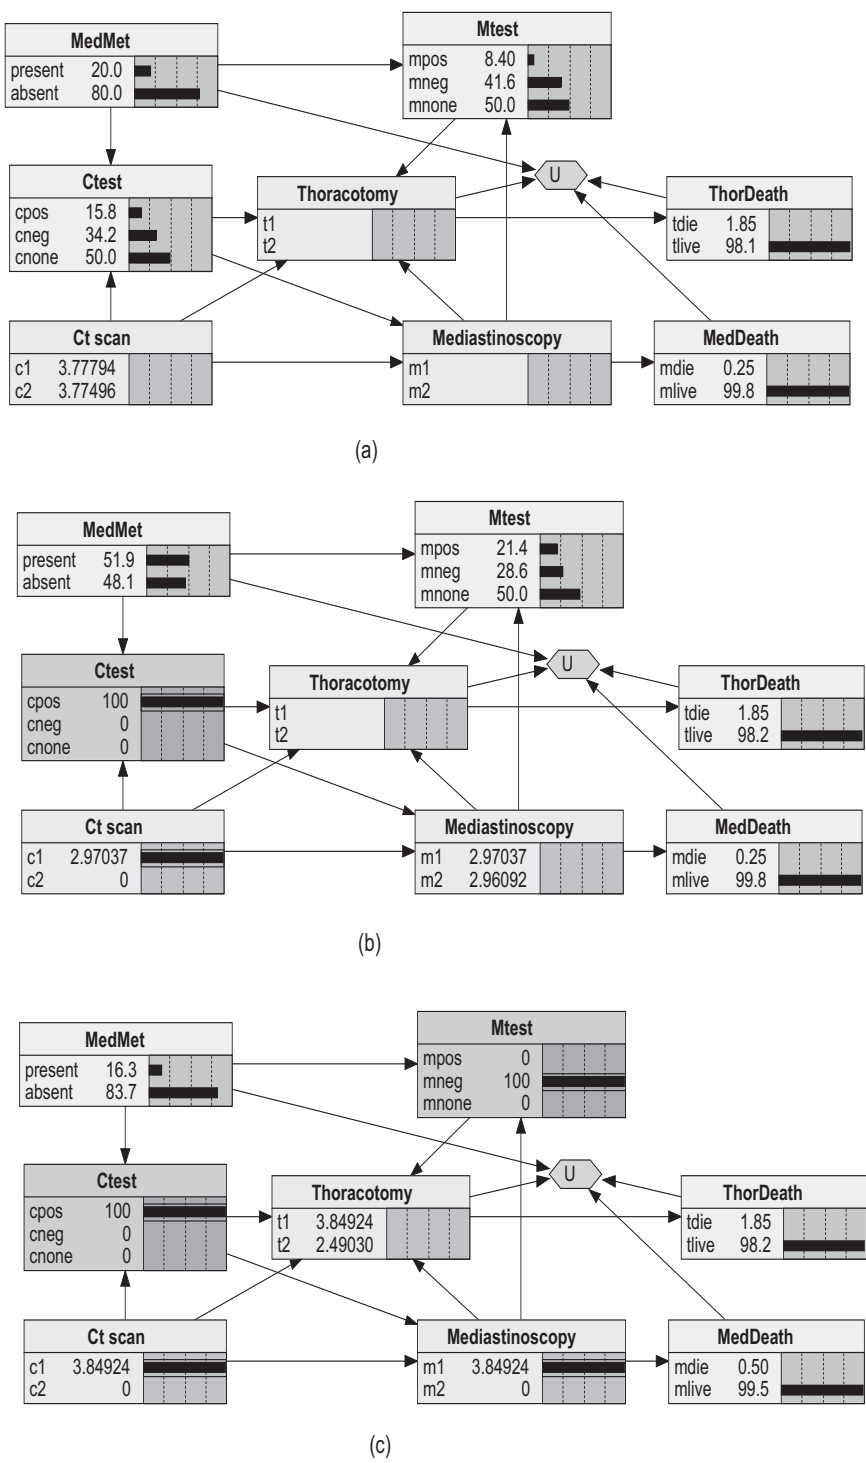 MedMet
present 20.0
absent 80.0
Mtest
mpos 8.40
mneg 41.6
mnone 50.0
Ctest
cpos 15.8
cneg 34.2
cnone 50.0
Thoracotomy
t1
t2
U
ThorDeath
tdie 1.85
tlive 98.1
Ct scan
c1 3.77794
c2 3.77496
Mediastinoscopy
m1
m2
MedDeath
mdie 0.25
mlive 99.8
(a)
MedMet
present 51.9
absent 48.1
Mtest
mpos 21.4
mneg 28.6
mnone 50.0
Ctest
cpos 100
cneg 0
cnone 0
Thoracotomy
t1
t2
U
ThorDeath
tdie 1.85
tlive 98.2
Ct scan
c1 2.97037
c2 0
Mediastinoscopy
m1 2.97037
m2 2.96092
MedDeath
mdie 0.25
mlive 99.8
(b)
MedMet
present 16.3
absent 83.7
Mtest
mpos 0
mneg 100
mnone 0
Ctest
cpos 100
cneg 0
cnone 0
Thoracotomy
t1 3.84924
t2 2.49030
U
ThorDeath
tdie 1.85
tlive 98.2
Ct scan
c1 3.84924
c2 0
Mediastinoscopy
m1 3.84924
m2 0
MedDeath
mdie 0.50
mlive 99.5
(c)